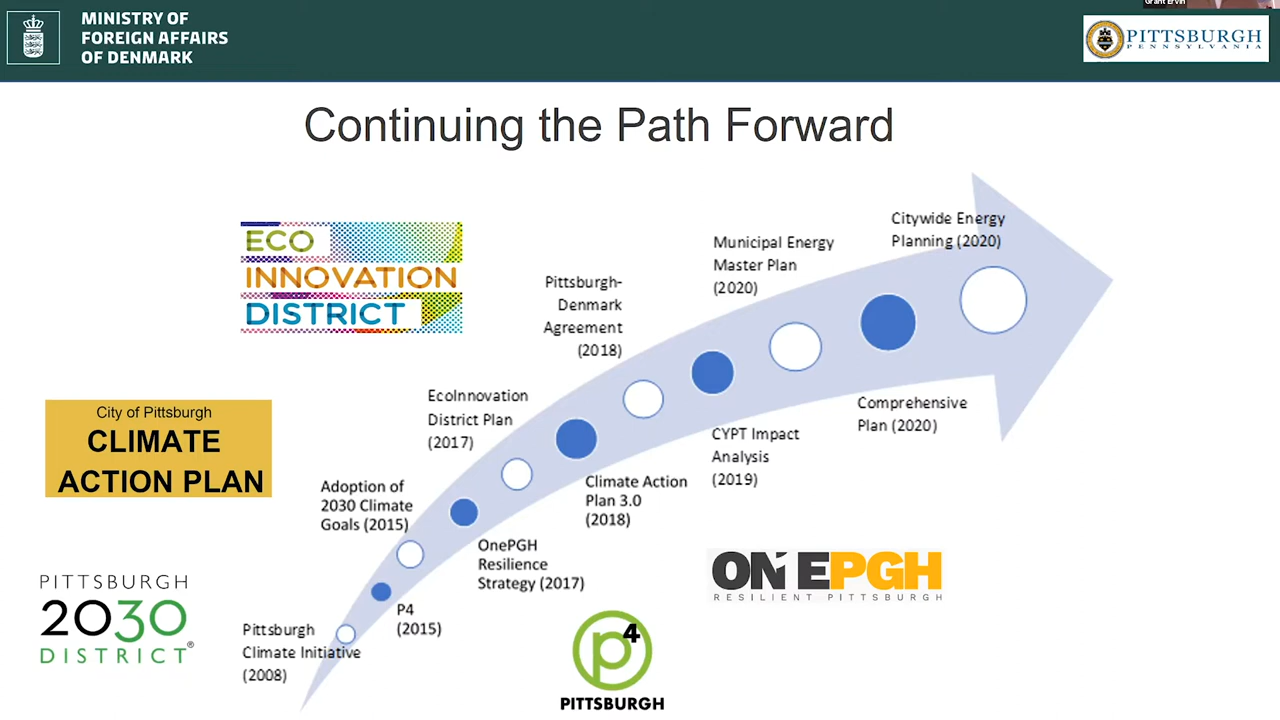 Grant Ervin
MINISTRY OF
FOREIGN AFFAIRS
OF DENMARK
PITTSBURGH
PENNSYLVANIA
Continuing the Path Forward
ECO
INNOVATION
DISTRICT
City of Pittsburgh
CLIMATE
ACTION PLAN
PITTSBURGH
2030
DISTRICT®
Pittsburgh
Climate Initiative
(2008)
P4
(2015)
Adoption of
2030 Climate
Goals (2015)
OnePGH
Resilience
Strategy (2017)
EcoInnovation
District Plan
(2017)
Climate Action
Plan 3.0
(2018)
Pittsburgh-
Denmark
Agreement
(2018)
CYPT Impact
Analysis
(2019)
Municipal Energy
Master Plan
(2020)
Comprehensive
Plan (2020)
Citywide Energy
Planning (2020)
p4
PITTSBURGH
ONEPGH
RESILIENT PITTSBURGH